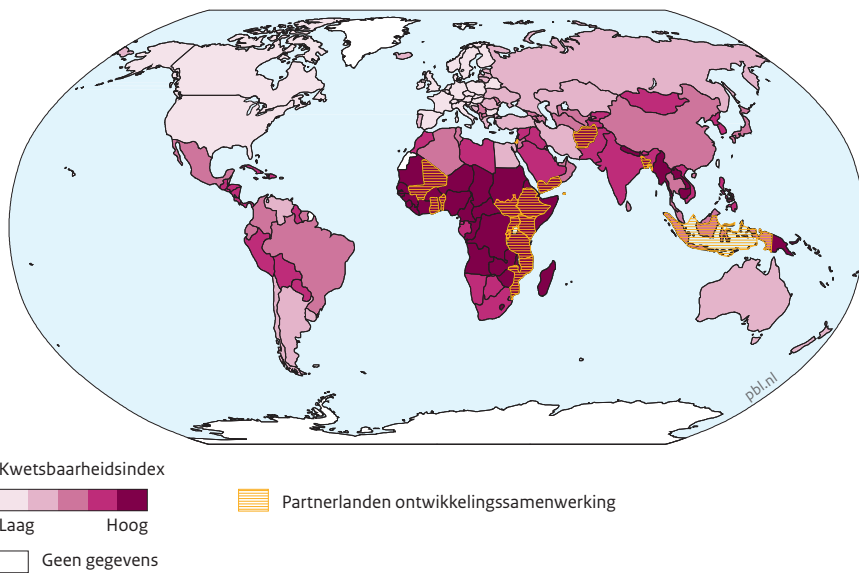 pbl.nl
Kwetsbaarheidsindex
Laag Hoog
Partnerlanden ontwikkelingssamenwerking
Geen gegevens